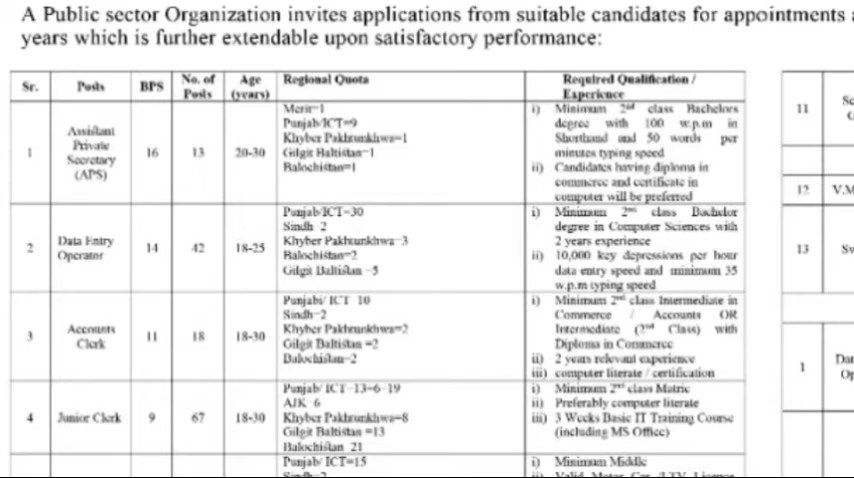 A Public sector Organization invites applications from suitable candidates for appointments
years which is further extendable upon satisfactory performance:
Sr. Posts BPS No. of Posts Age (years) Regional Quota Required Qualification / Experience
1 Assistant Private Secretary (APS) 16 13 20-30
Merit-1
Punjab/ICT=9
Khyber Pakhtunkhwa=1
Gilgit Baltistan-1
Balochistan=1
i) Minimum 2nd class Bachelors
degree with 100 w.p.m in
Shorthand and 50 words per
minutes typing speed
ii) Candidates having diploma in
commerce and certificate in
computer will be preferred
2 Data Entry Operator 14 42 18-25
Punjab/ICT-30
Sindh 2
Khyber Pakhtunkhwa 3
Balochistan-2
Gilgit Baltistan -5
i) Minimum 2nd class Bachelor
degree in Computer Sciences with
2 years experience
ii) 10,000 key depressions per hour
data entry speed and minimum 35
w.p.m typing speed
3 Accounts Clerk 11 18 18-30
Punjab/ ICT 10
Sindh-2
Khyber Pakhtunkhwa=2
Gilgit Baltistan =2
Balochistan-2
i) Minimum 2nd class Intermediate in
Commerce / Accounts OR
Intermediate (2nd Class) with
Diploma in Commerce
ii) 2 years relevant experience
iii) computer literate / certification
4 Junior Clerk 9 67 18-30
Punjab/ ICT 13+6 19
AJK 6
Khyber Pakhtunkhwa=8
Gilgit Baltistan =13
Balochistan 21
i) Minimum 2nd class Matric
ii) Preferably computer literate
iii) 3 Weeks Basic IT Training Course
(including MS Office)
Punjab/ ICT=15
i) Minimum Middle
11
12 V.M
13
1